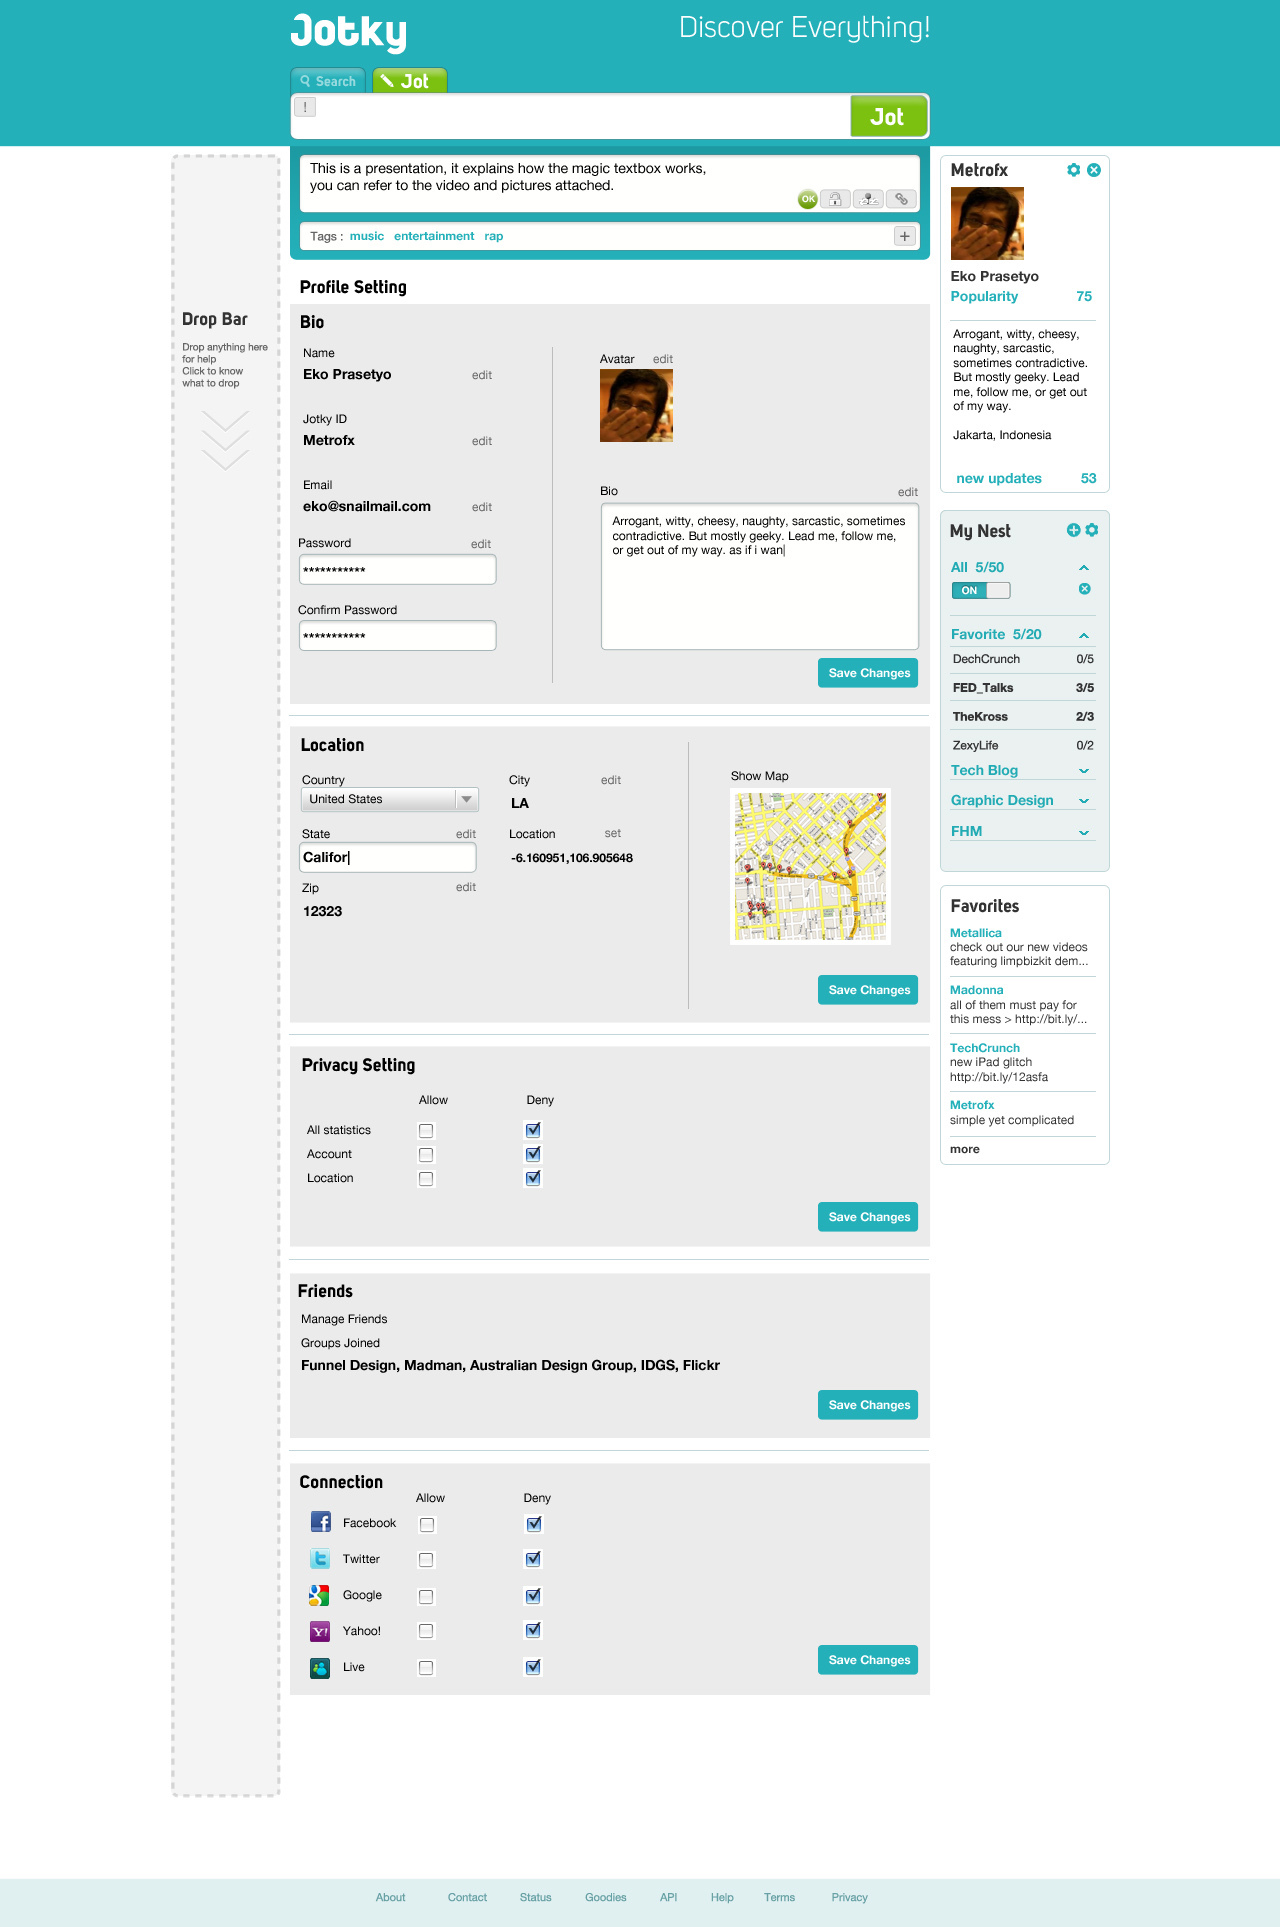 Jotky
Discover Everything!
Search
Jot
!
Jot
This is a presentation, it explains how the magic textbox works,
you can refer to the video and pictures attached.
OK
Tags : music entertainment rap
+
Drop Bar
Drop anything here
for help
Click to know
what to drop
Profile Setting
Bio
Name
Eko Prasetyo edit
Jotky ID
Metrofx edit
Email
eko@snailmail.com edit
Password edit
***********
Confirm Password
***********
Avatar edit
Bio edit
Arrogant, witty, cheesy, naughty, sarcastic, sometimes
contradictive. But mostly geeky. Lead me, follow me,
or get out of my way. as if i wan
Save Changes
Location
Country
United States
State edit
Califor
Zip edit
12323
City edit
LA
Location set
-6.160951,106.905648
Show Map
Save Changes
Privacy Setting
Allow Deny
All statistics
Account
Location
Save Changes
Friends
Manage Friends
Groups Joined
Funnel Design, Madman, Australian Design Group, IDGS, Flickr
Save Changes
Connection
Allow Deny
Facebook
Twitter
Google
Yahoo!
Live
Save Changes
Metrofx
Eko Prasetyo
Popularity 75
Arrogant, witty, cheesy,
naughty, sarcastic,
sometimes contradictive.
But mostly geeky. Lead
me, follow me, or get out
of my way.
Jakarta, Indonesia
new updates 53
My Nest
All 5/50
ON
Favorite 5/20
DechCrunch 0/5
FED_Talks 3/5
TheKross 2/3
ZexyLife 0/2
Tech Blog
Graphic Design
FHM
Favorites
Metallica
check out our new videos
featuring limpbizkit dem...
Madonna
all of them must pay for
this mess > http://bit.ly/...
TechCrunch
new iPad glitch
http://bit.ly/12asfa
Metrofx
simple yet complicated
more
About Contact Status Goodies API Help Terms Privacy